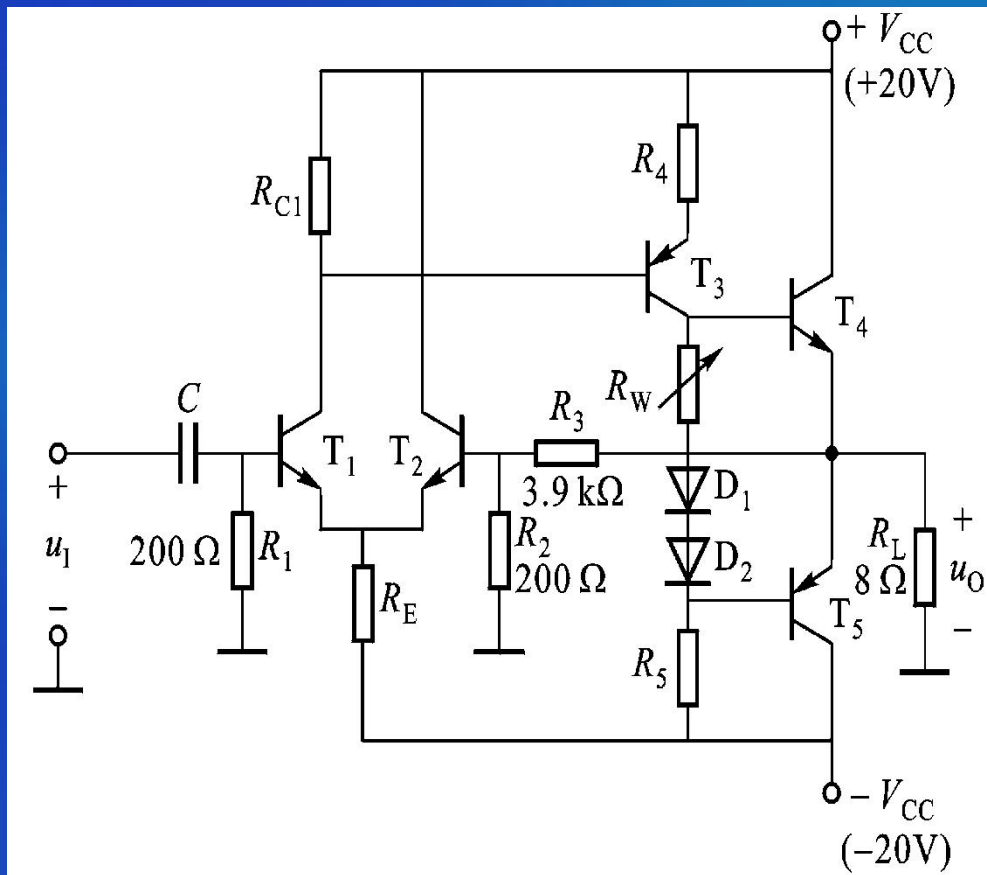 + V_CC
(+20V)
R_4
R_C1
T_3
T_4
R_W
C
R_3
T_1
T_2
+
3.9 kΩ
D_1
+
u_I
200 Ω
R_1
R_2
200 Ω
D_2
R_L
8 Ω
u_O
R_E
T_5
–
–
R_5
– V_CC
(–20V)